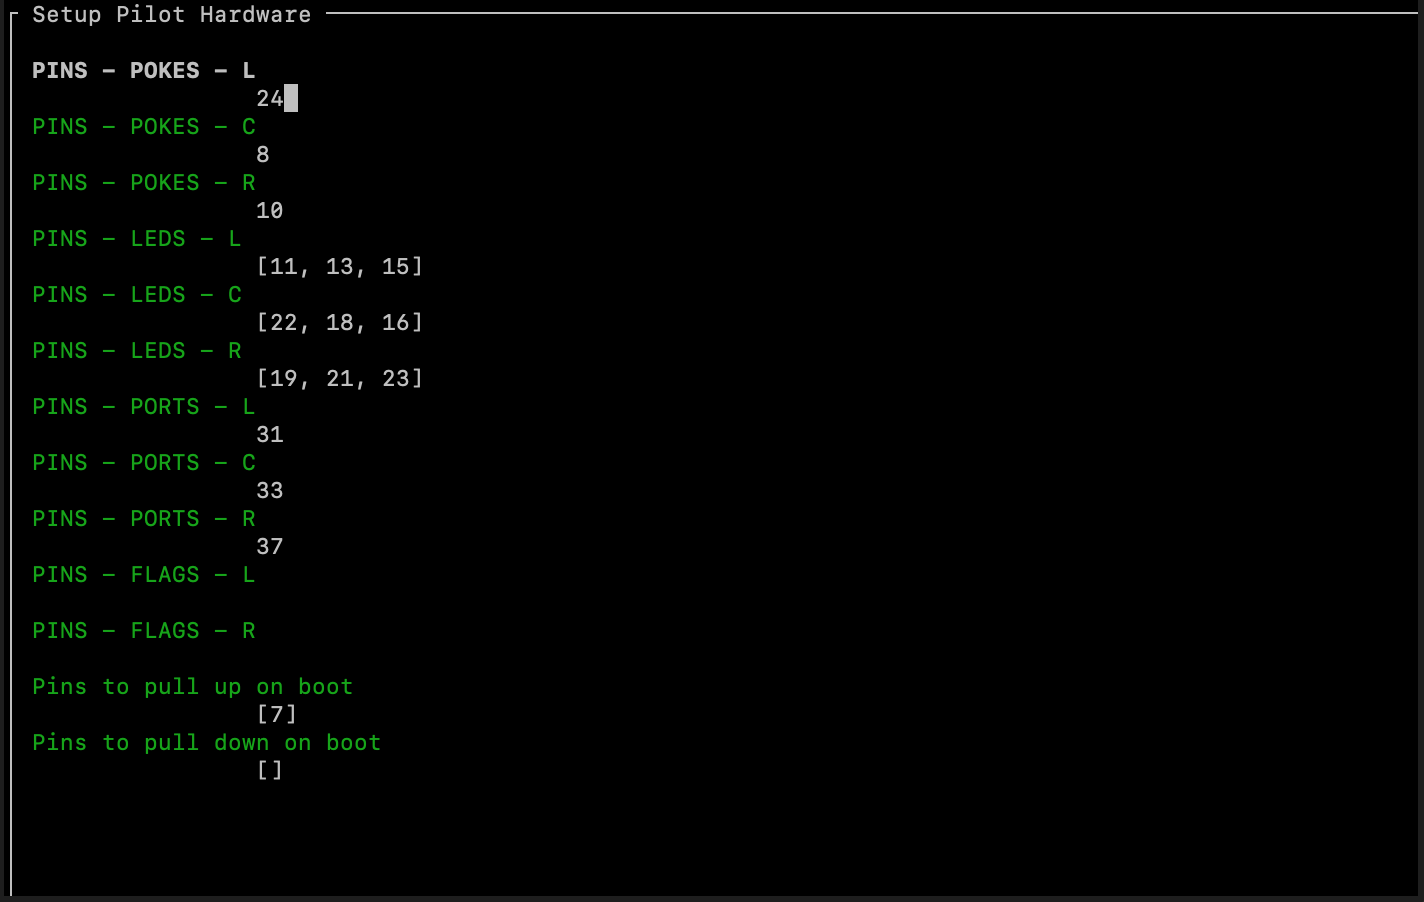 Setup Pilot Hardware
PINS – POKES – L
24
PINS – POKES – C
8
PINS – POKES – R
10
PINS – LEDS – L
[11, 13, 15]
PINS – LEDS – C
[22, 18, 16]
PINS – LEDS – R
[19, 21, 23]
PINS – PORTS – L
31
PINS – PORTS – C
33
PINS – PORTS – R
37
PINS – FLAGS – L
PINS – FLAGS – R
Pins to pull up on boot
[7]
Pins to pull down on boot
[]